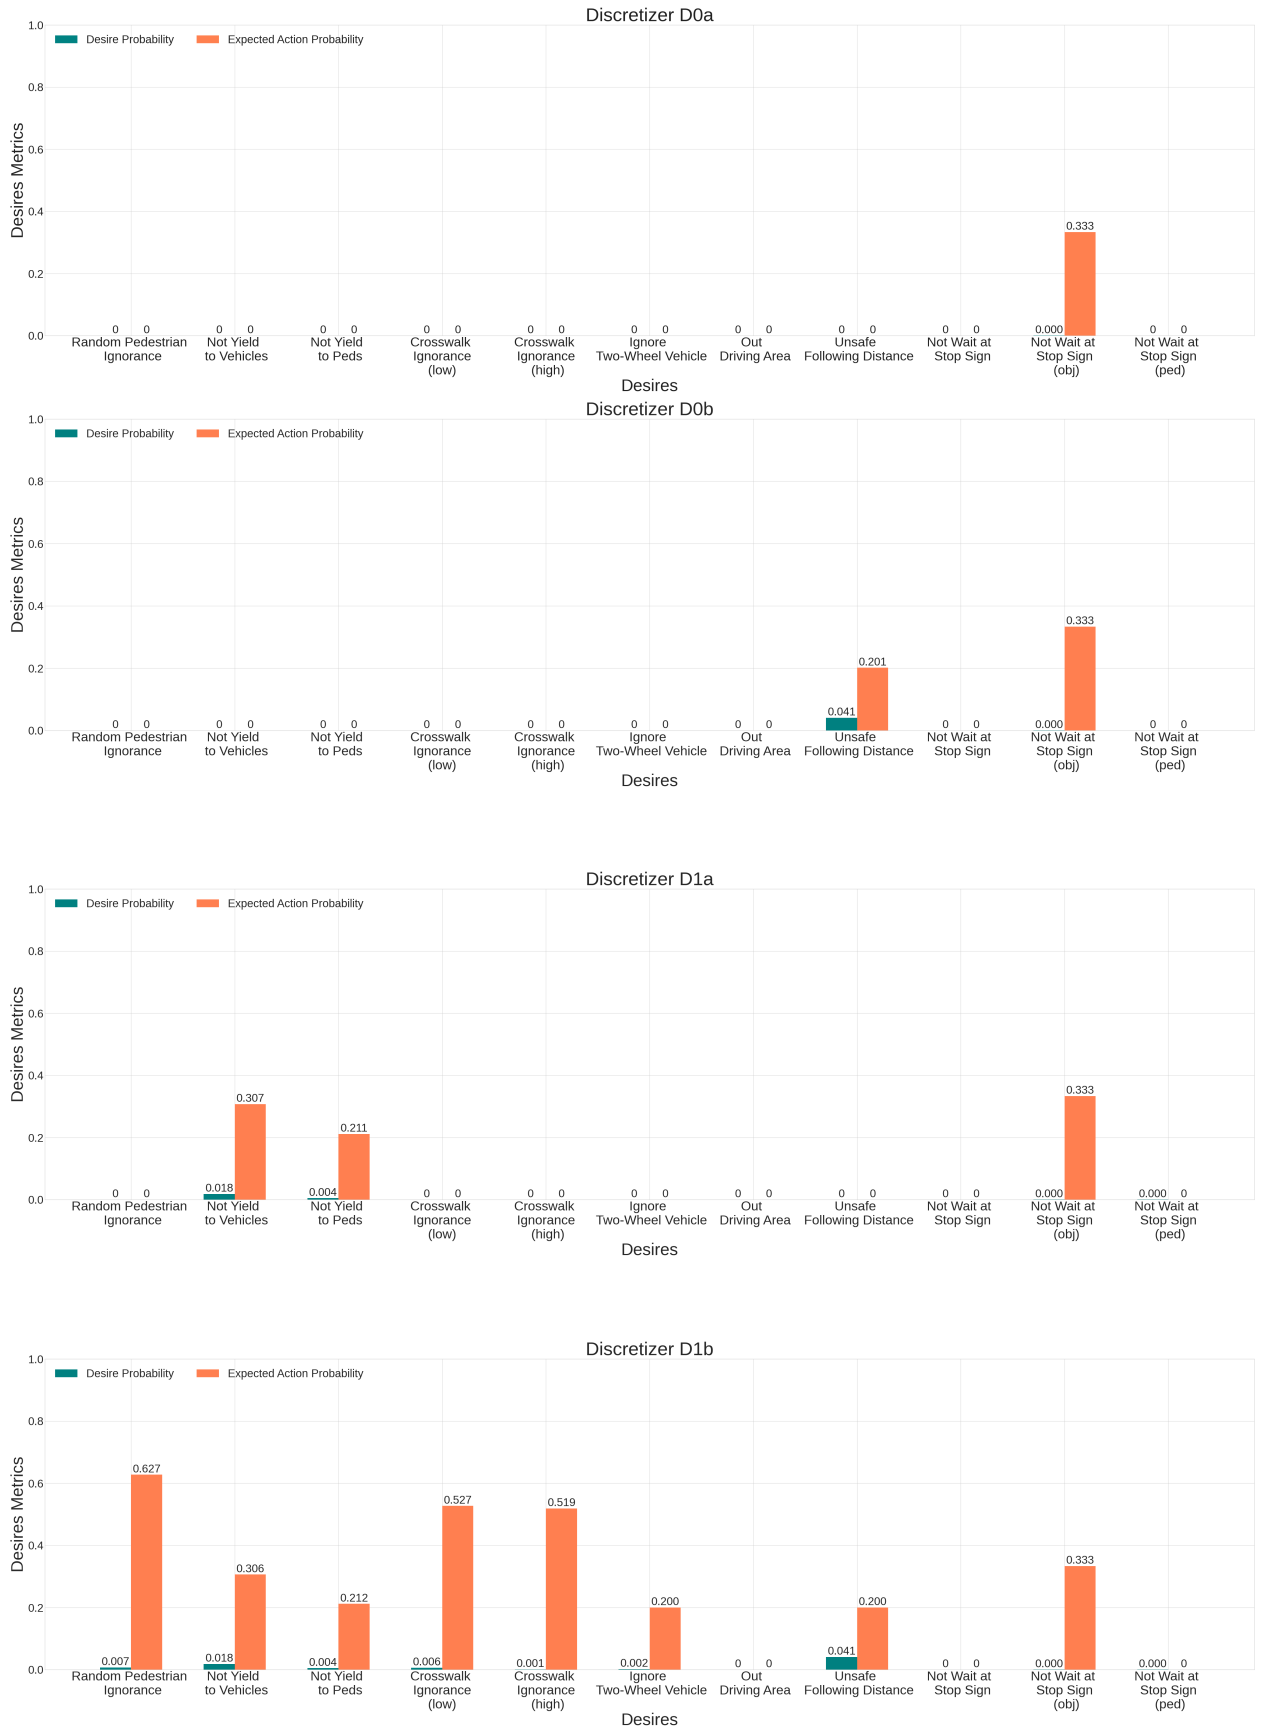 Discretizer D0a
Desire Probability Expected Action Probability
Desires Metrics
1.0
0.8
0.6
0.4
0.2
0.0
0.333
0 0 0 0 0 0 0 0 0 0 0 0 0 0 0 0 0 0 0.000 0 0
Random Pedestrian Not Yield Not Yield Crosswalk Crosswalk Ignore Out Unsafe Not Wait at Not Wait at Not Wait at
Ignorance to Vehicles to Peds Ignorance Ignorance Two-Wheel Vehicle Driving Area Following Distance Stop Sign Stop Sign Stop Sign
(low) (high) (obj) (ped)
Desires
Discretizer D0b
Desire Probability Expected Action Probability
Desires Metrics
1.0
0.8
0.6
0.4
0.2
0.0
0.333
0.201
0.041
0 0 0 0 0 0 0 0 0 0 0 0 0 0 0 0 0.000 0 0
Random Pedestrian Not Yield Not Yield Crosswalk Crosswalk Ignore Out Unsafe Not Wait at Not Wait at Not Wait at
Ignorance to Vehicles to Peds Ignorance Ignorance Two-Wheel Vehicle Driving Area Following Distance Stop Sign Stop Sign Stop Sign
(low) (high) (obj) (ped)
Desires
Discretizer D1a
Desire Probability Expected Action Probability
Desires Metrics
1.0
0.8
0.6
0.4
0.2
0.0
0.333
0.307
0.211
0.018
0.004
0 0 0 0 0 0 0 0 0 0 0 0 0 0 0.000 0.000 0
Random Pedestrian Not Yield Not Yield Crosswalk Crosswalk Ignore Out Unsafe Not Wait at Not Wait at Not Wait at
Ignorance to Vehicles to Peds Ignorance Ignorance Two-Wheel Vehicle Driving Area Following Distance Stop Sign Stop Sign Stop Sign
(low) (high) (obj) (ped)
Desires
Discretizer D1b
Desire Probability Expected Action Probability
Desires Metrics
1.0
0.8
0.6
0.4
0.2
0.0
0.627
0.527 0.519
0.333
0.306
0.212 0.200 0.200
0.041
0.007 0.018 0.004 0.006 0.001 0.002 0 0 0 0 0.000 0.000 0
Random Pedestrian Not Yield Not Yield Crosswalk Crosswalk Ignore Out Unsafe Not Wait at Not Wait at Not Wait at
Ignorance to Vehicles to Peds Ignorance Ignorance Two-Wheel Vehicle Driving Area Following Distance Stop Sign Stop Sign Stop Sign
(low) (high) (obj) (ped)
Desires